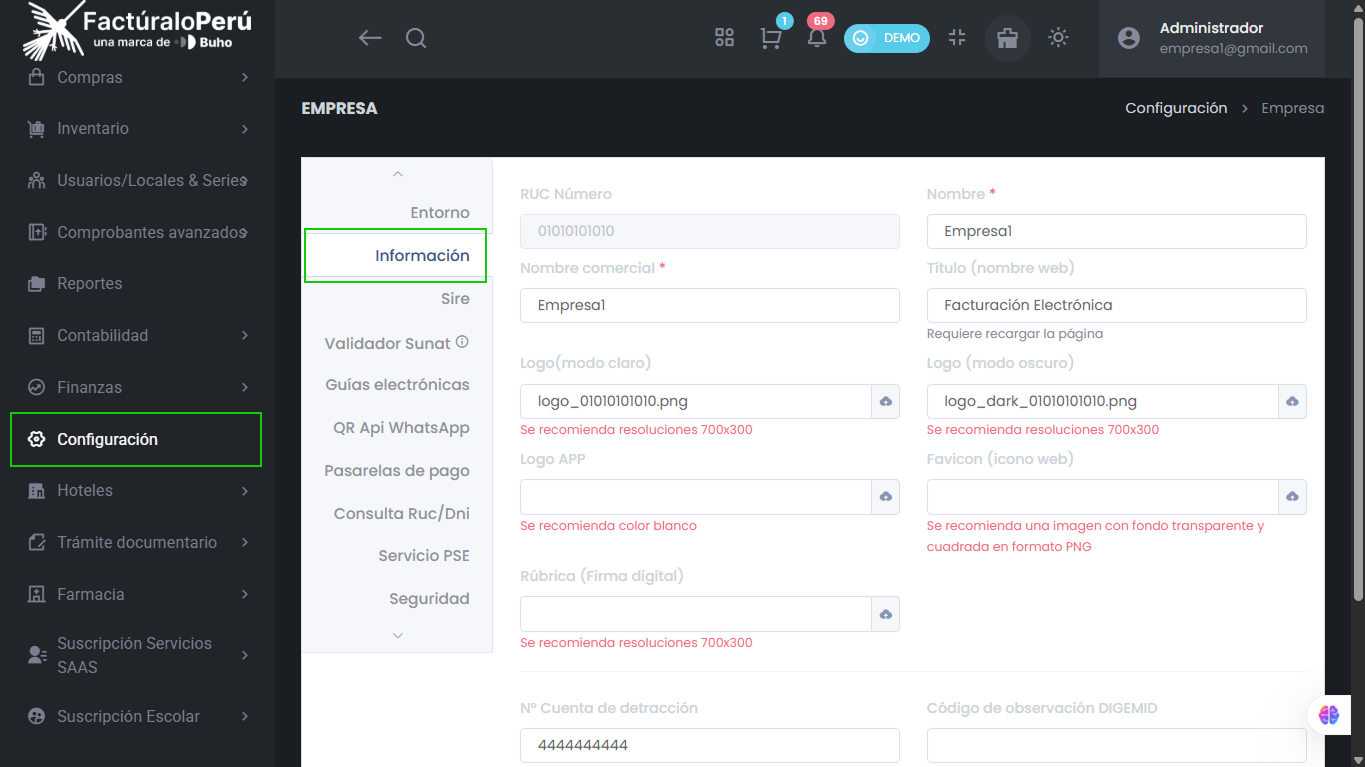 FactúraloPerú
una marca de Buho
Compras
Inventario
Usuarios/Locales & Series
Comprobantes avanzados
Reportes
Contabilidad
Finanzas
Configuración
Hoteles
Trámite documentario
Farmacia
Suscripción Servicios
SAAS
Suscripción Escolar
1
69
DEMO
Administrador
empresa1@gmail.com
EMPRESA
Configuración > Empresa
Entorno
Información
Sire
Validador Sunat
Guías electrónicas
QR Api WhatsApp
Pasarelas de pago
Consulta Ruc/Dni
Servicio PSE
Seguridad
RUC Número
01010101010
Nombre *
Empresa1
Nombre comercial *
Empresa1
Título (nombre web)
Facturación Electrónica
Requiere recargar la página
Logo(modo claro)
logo_01010101010.png
Se recomienda resoluciones 700x300
Logo (modo oscuro)
logo_dark_01010101010.png
Se recomienda resoluciones 700x300
Logo APP
Se recomienda color blanco
Favicon (icono web)
Se recomienda una imagen con fondo transparente y
cuadrada en formato PNG
Rúbrica (Firma digital)
Se recomienda resoluciones 700x300
N° Cuenta de detracción
4444444444
Código de observación DIGEMID